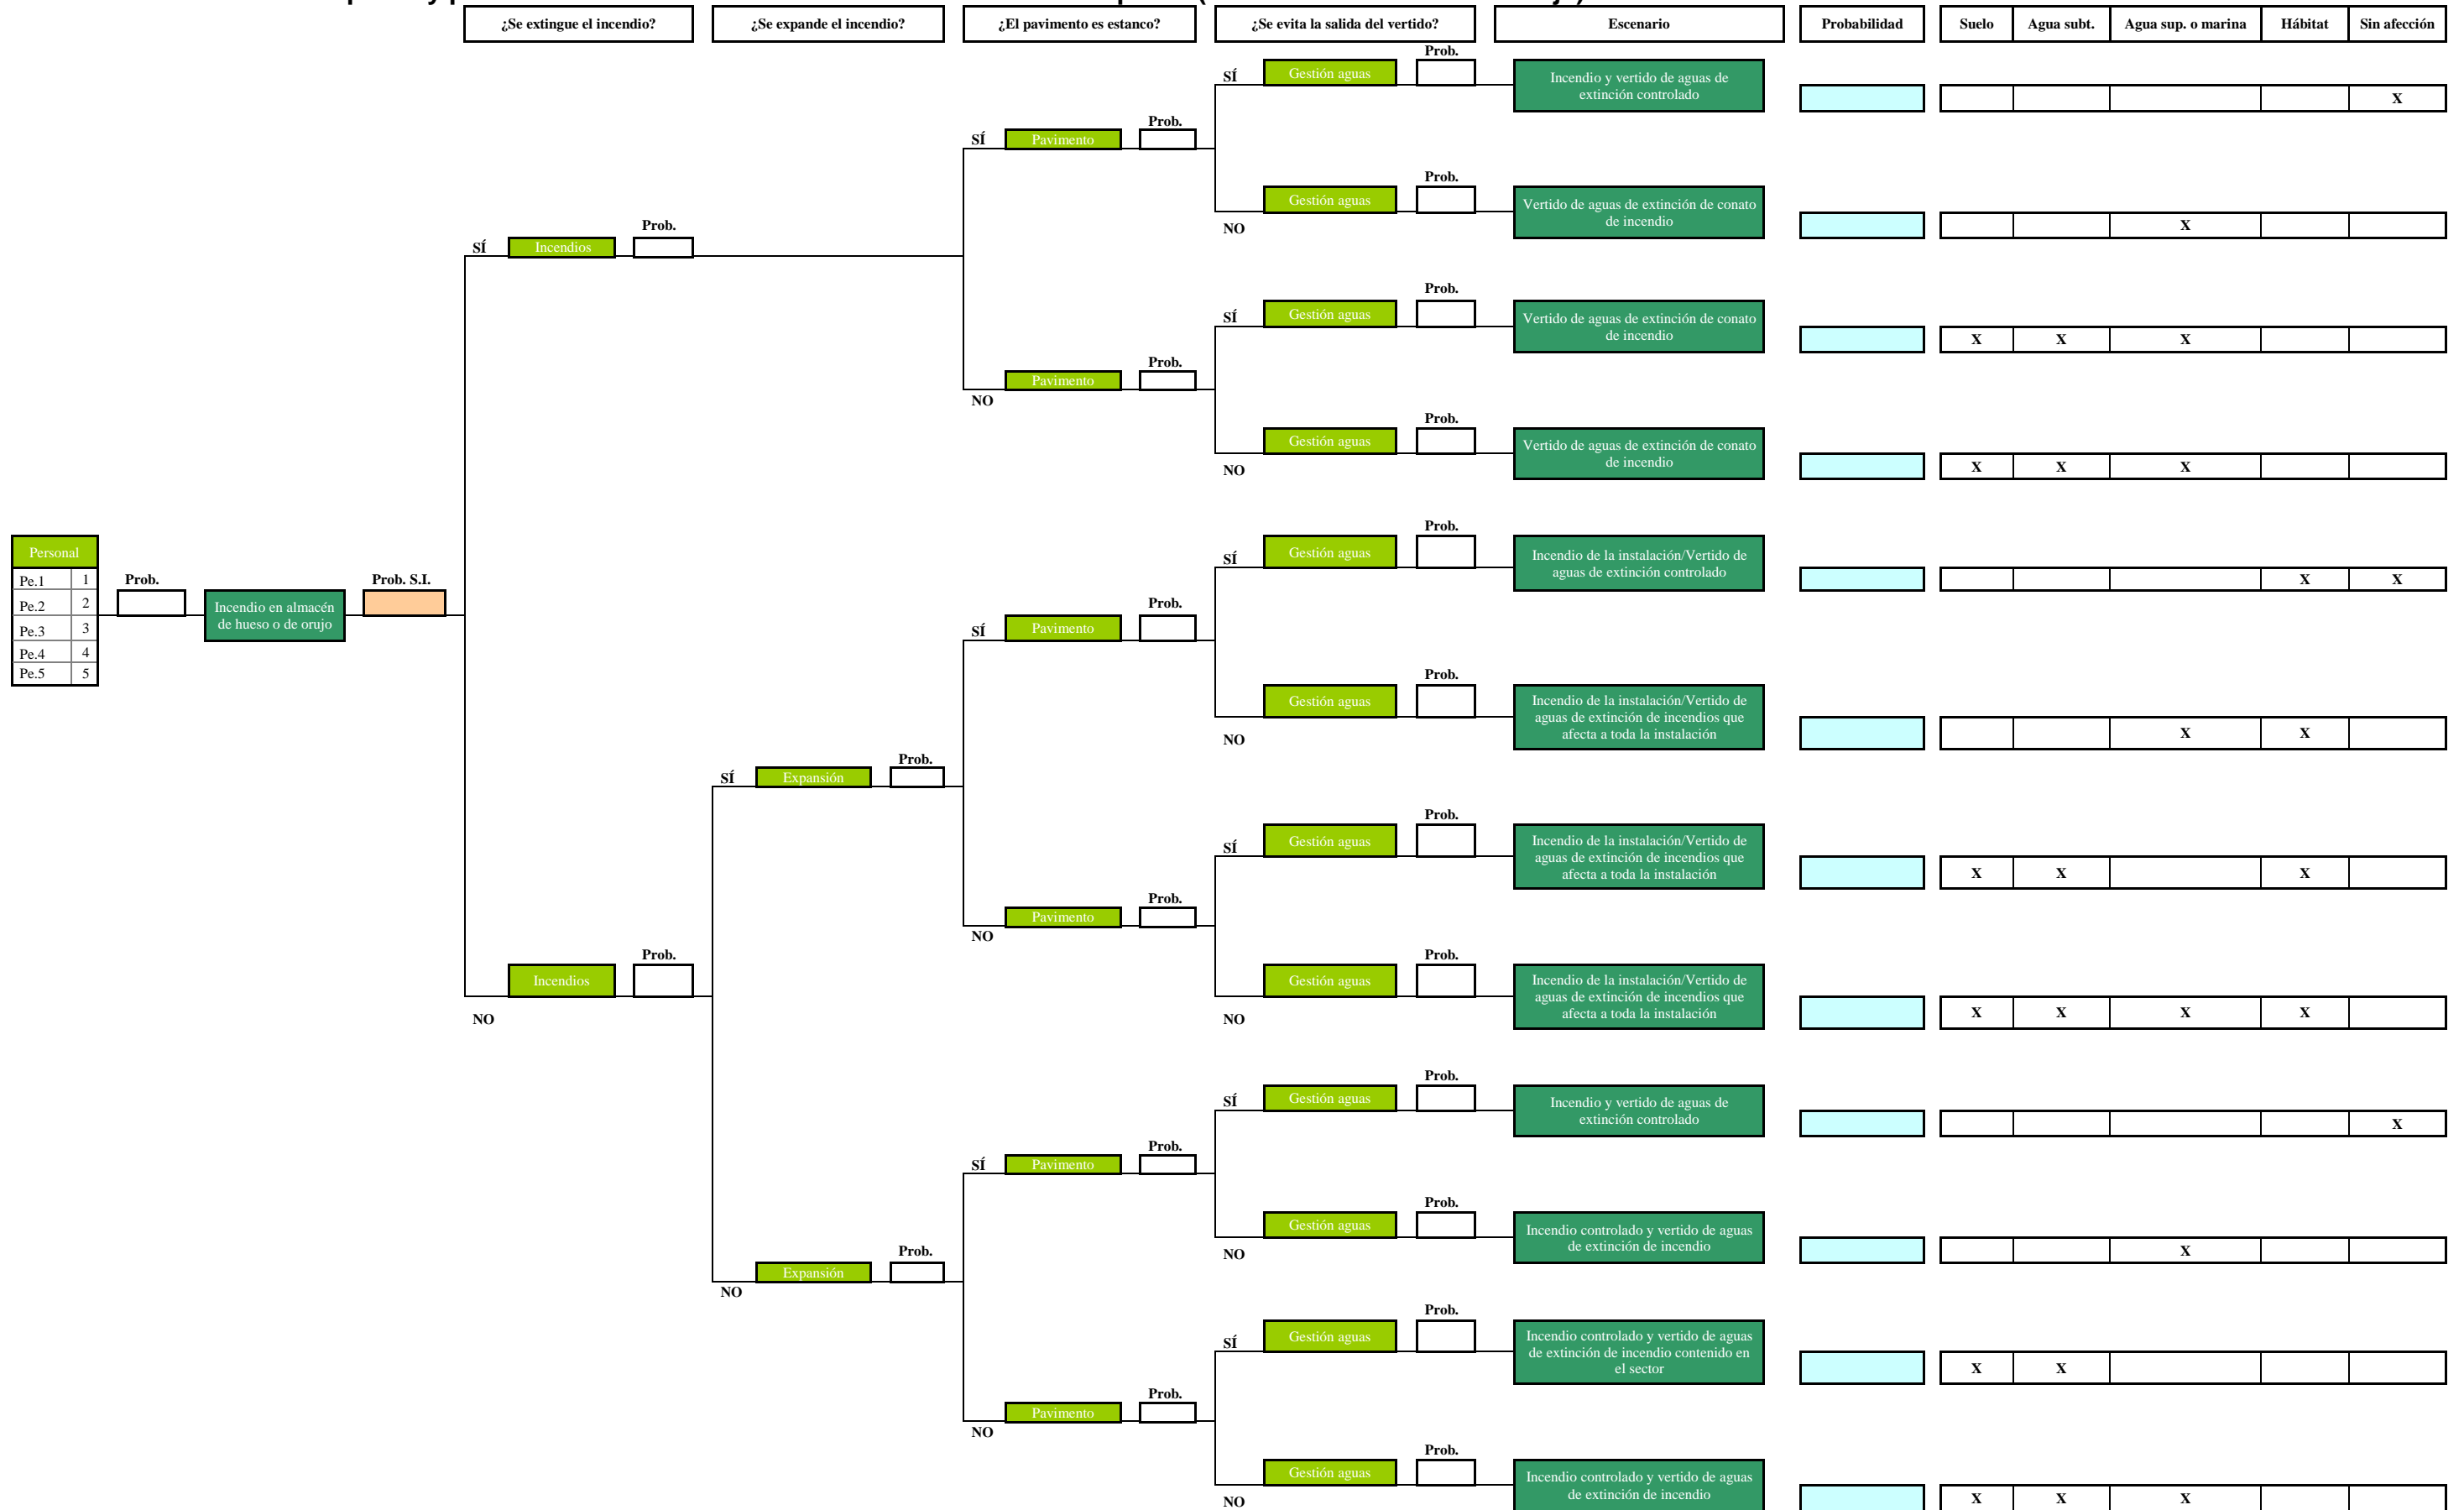 ¿Se extingue el incendio? ¿Se expande el incendio? ¿El pavimento es estanco? ¿Se evita la salida del vertido? Escenario Probabilidad Suelo Agua subt. Agua sup. o marina Hábitat Sin afección
Prob.
SÍ Gestión aguas Incendio y vertido de aguas de
extinción controlado
X
Prob.
SÍ Pavimento
Prob.
Gestión aguas Vertido de aguas de extinción de conato
de incendio
NO
X
Prob.
SÍ Incendios
Prob.
SÍ Gestión aguas Vertido de aguas de extinción de conato
de incendio
X X X
Prob.
Pavimento
NO
Prob.
Gestión aguas Vertido de aguas de extinción de conato
de incendio
NO
X X X
Prob.
SÍ Gestión aguas Incendio de la instalación/Vertido de
aguas de extinción controlado
X X
Personal
Pe.1 1
Pe.2 2
Pe.3 3
Pe.4 4
Pe.5 5
Prob.
Incendio en almacén
de hueso o de orujo
Prob. S.I.
Prob.
SÍ Pavimento
Prob.
Gestión aguas Incendio de la instalación/Vertido de
aguas de extinción de incendios que
afecta a toda la instalación
NO
X X
Prob.
SÍ Expansión
Prob.
SÍ Gestión aguas Incendio de la instalación/Vertido de
aguas de extinción de incendios que
afecta a toda la instalación
X X X
Prob.
Pavimento
NO
Prob.
Incendios
NO
Prob.
Gestión aguas Incendio de la instalación/Vertido de
aguas de extinción de incendios que
afecta a toda la instalación
NO
X X X X
Prob.
SÍ Gestión aguas Incendio y vertido de aguas de
extinción controlado
X
Prob.
SÍ Pavimento
Prob.
Gestión aguas Incendio controlado y vertido de aguas
de extinción de incendio
NO
X
Prob.
Expansión
NO
Prob.
SÍ Gestión aguas Incendio controlado y vertido de aguas
de extinción de incendio contenido en
el sector
X X
Prob.
Pavimento
NO
Prob.
Gestión aguas Incendio controlado y vertido de aguas
de extinción de incendio
NO
X X X